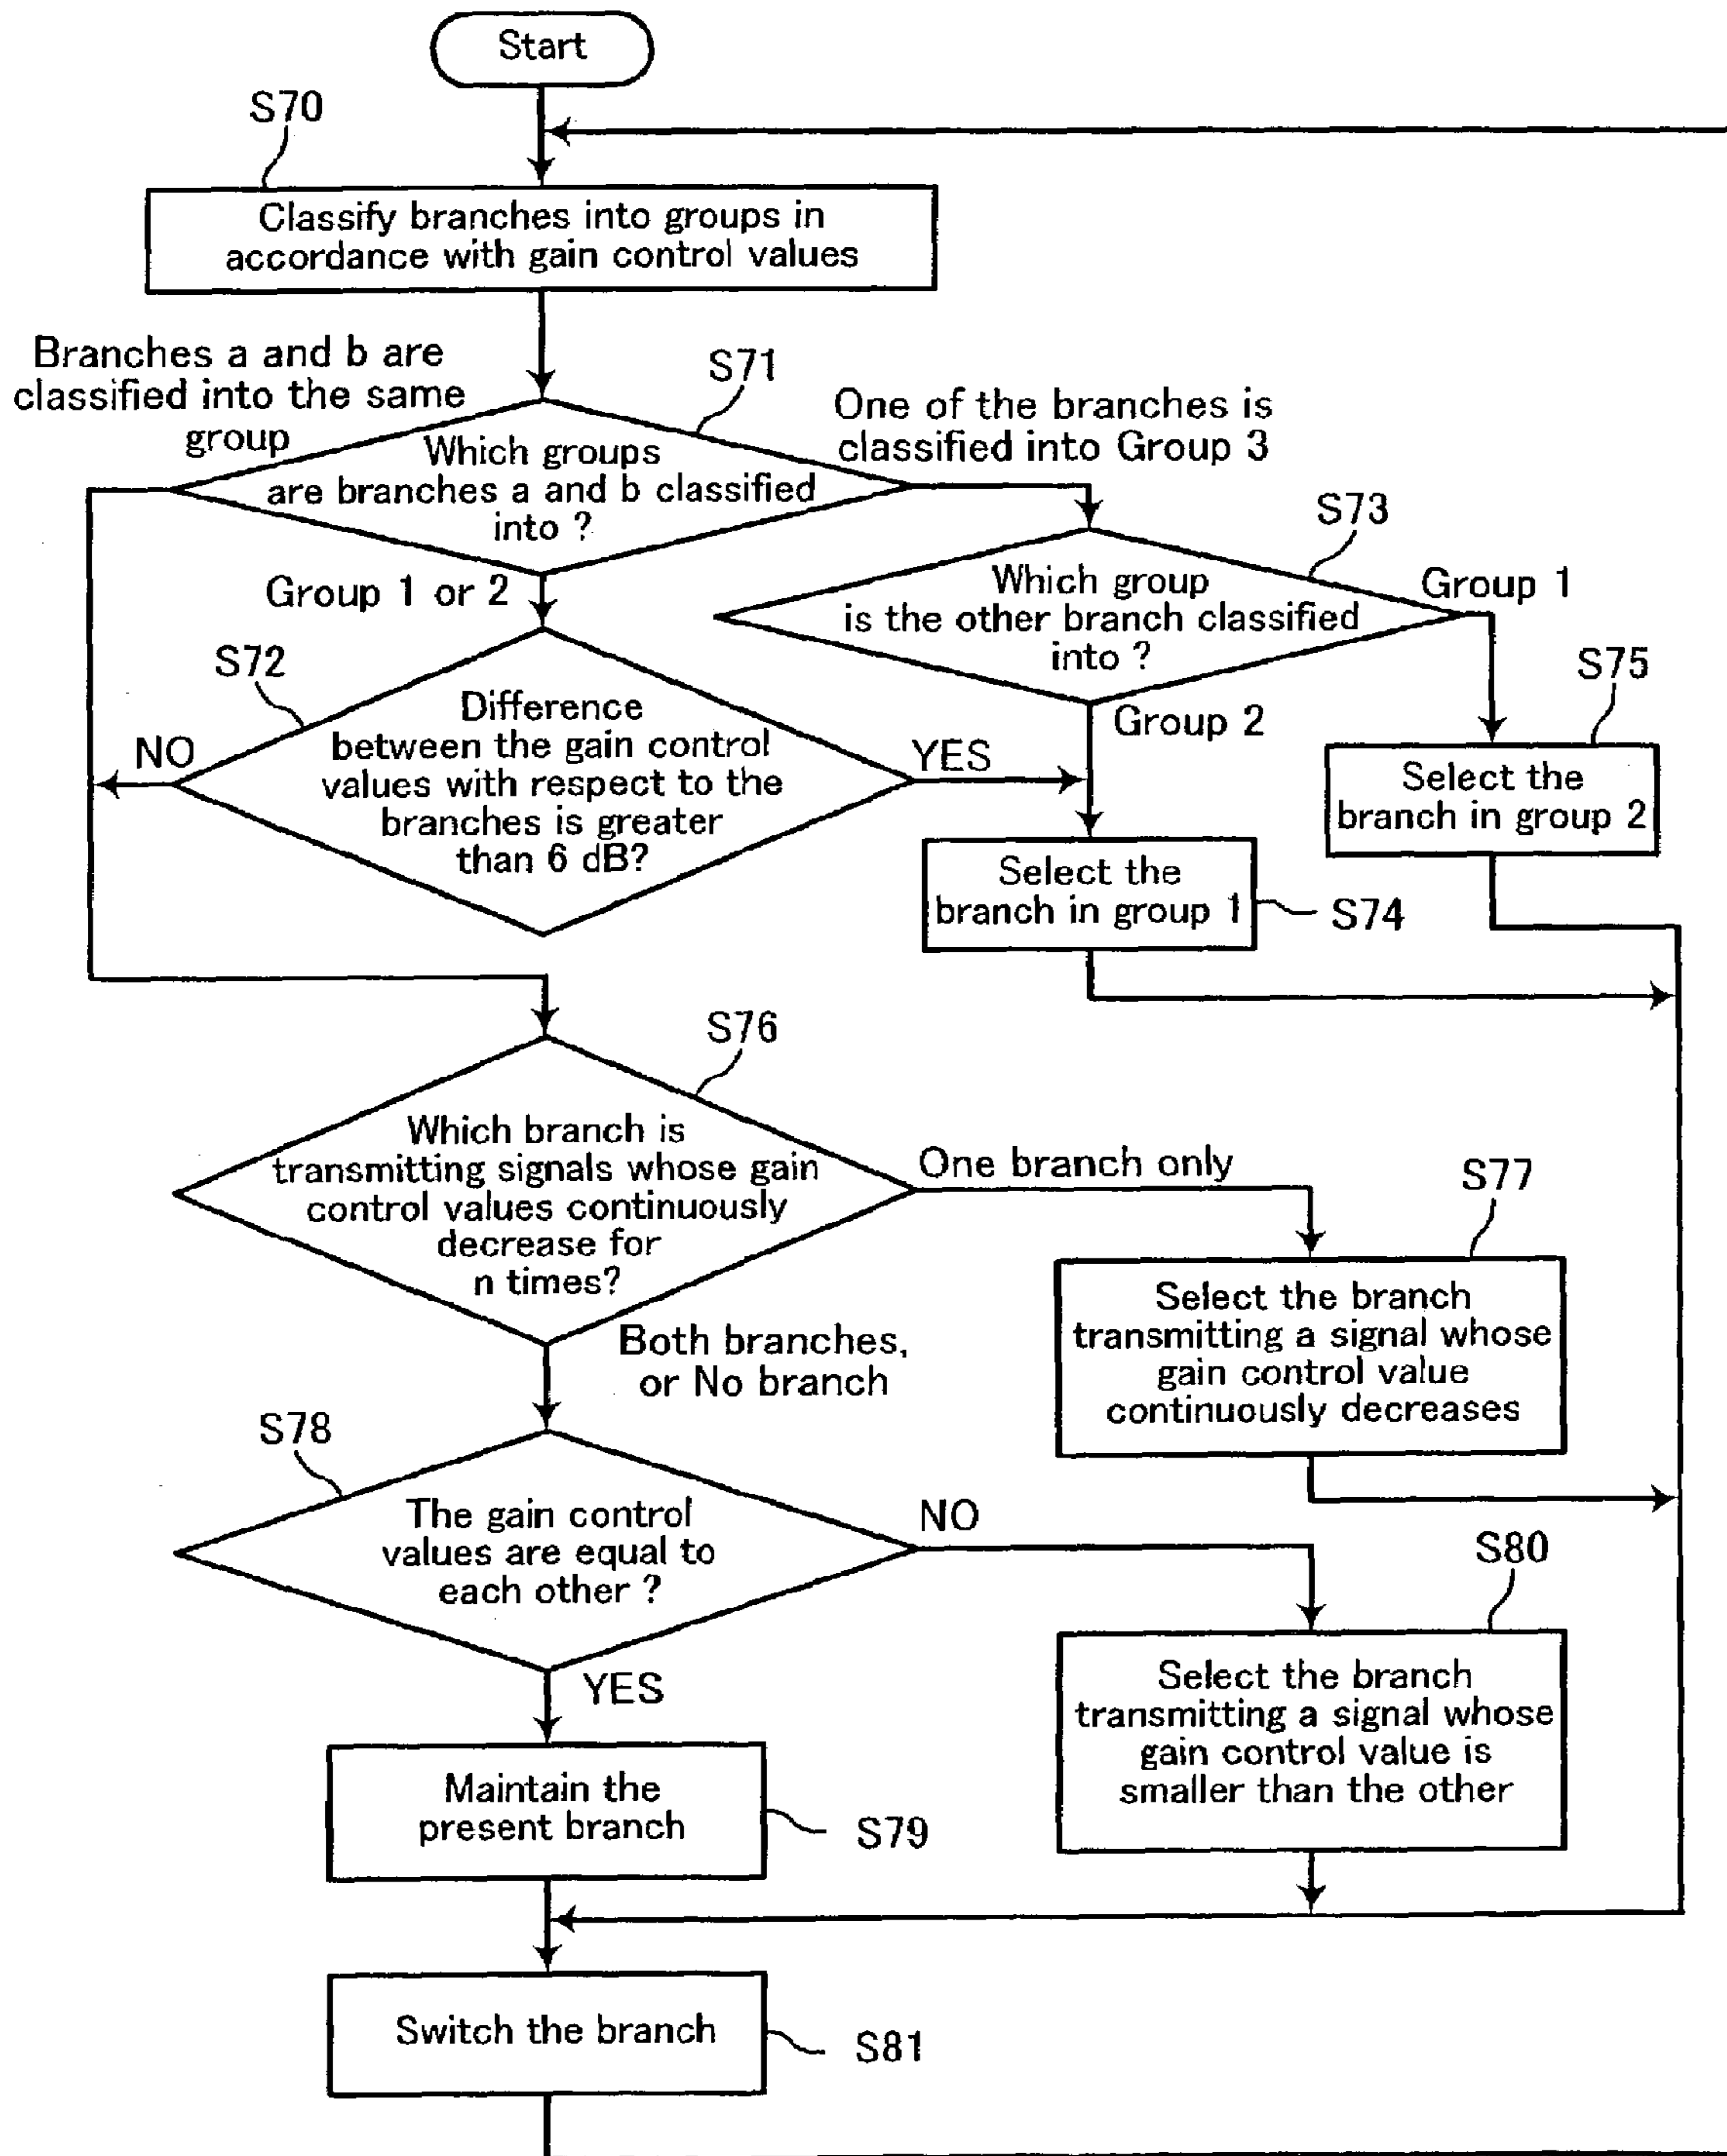 Start
S70
Classify branches into groups in
accordance with gain control values
Branches a and b are
classified into the same
group
S71
Which groups
are branches a and b classified
into ?
One of the branches is
classified into Group 3
Group 1 or 2
S73
Which group
is the other branch classified
into ?
Group 1
Group 2
S72
Difference
between the gain control
values with respect to the
branches is greater
than 6 dB?
NO
YES
S75
Select the
branch in group 2
Select the
branch in group 1
S74
S76
Which branch is
transmitting signals whose gain
control values continuously
decrease for
n times?
One branch only
S77
Select the branch
transmitting a signal whose
gain control value
continuously decreases
Both branches,
or No branch
S78
The gain control
values are equal to
each other ?
NO
S80
Select the branch
transmitting a signal whose
gain control value is
smaller than the other
YES
Maintain the
present branch
S79
Switch the branch
S81